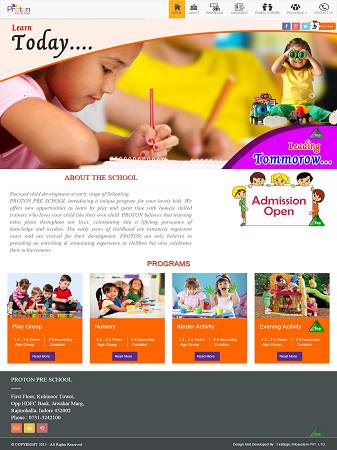 Proton
HOME
ABOUT
PROGRAMS
ADMISSION
PARENT CORNER
FRANCHISE
CONTACT US
Career
Learn
Today....
Leading
Tommorow...
ABOUT THE SCHOOL
Focused child development at early stage of Schooling.
PROTON PRE SCHOOL introducing a unique program for your lovely kids. We
offers new opportunities to learn by play and spent time with homely skilled
trainers who loves your child like their own child. PROTON believes that learning
takes place throughout our lives, culminating into a lifelong pursuance of
knowledge and wisdom. The early years of childhood are extremely important
years and are crucial for their development. PROTON not only believes in
providing an enriching & stimulating experience to children but also celebrates
their achievements.
Admission
Open
PROGRAMS
Play Group
1.2 , 2.5 Years
Age Group
2.5 hours/day
Duration
Read More
Nursery
2.5 , 3.5 Years
Age Group
2.5 hours/day
Duration
Read More
Kinder Activity
1.2 , 2.5 Years
Age Group
2.5 hours/day
Duration
Read More
Evening Activity
1.2 , 2.5 Years
Age Group
2.5 hours/day
Duration
Read More
PROTON PRE SCHOOL
First Floor, Kohinoor Tower,
Opp HDFC Bank, Jawahar Marg,
Rajmohalla, Indore 452002
Phone : 0731-3242100
© COPYRIGHT 2015 - All Rights Reserved
Design And Developed By :